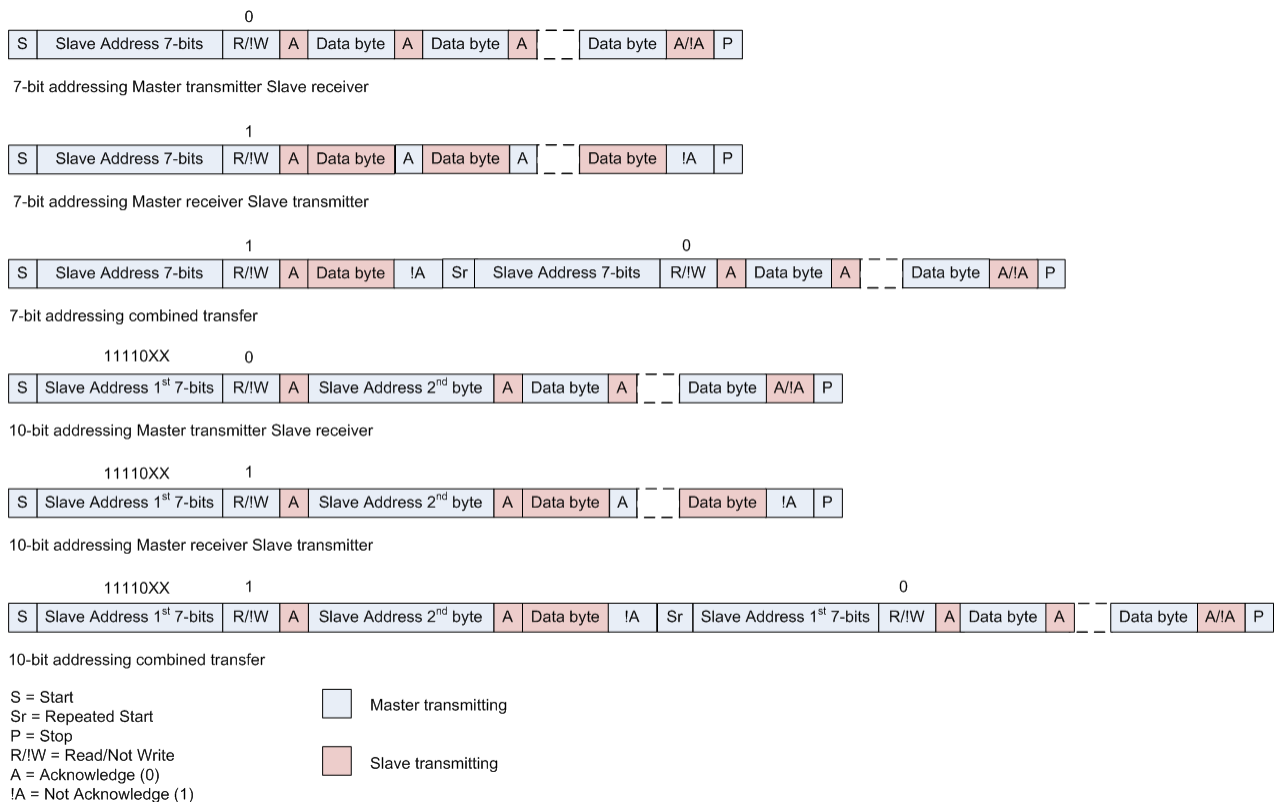 0
S Slave Address 7-bits R/!W A Data byte A Data byte A Data byte A/!A P
7-bit addressing Master transmitter Slave receiver
1
S Slave Address 7-bits R/!W A Data byte A Data byte A Data byte !A P
7-bit addressing Master receiver Slave transmitter
1 0
S Slave Address 7-bits R/!W A Data byte !A Sr Slave Address 7-bits R/!W A Data byte A Data byte A/!A P
7-bit addressing combined transfer
11110XX 0
S Slave Address 1st 7-bits R/!W A Slave Address 2nd byte A Data byte A Data byte A/!A P
10-bit addressing Master transmitter Slave receiver
11110XX 1
S Slave Address 1st 7-bits R/!W A Slave Address 2nd byte A Data byte A Data byte !A P
10-bit addressing Master receiver Slave transmitter
11110XX 1 0
S Slave Address 1st 7-bits R/!W A Slave Address 2nd byte A Data byte !A Sr Slave Address 1st 7-bits R/!W A Data byte A Data byte A/!A P
10-bit addressing combined transfer
S = Start
Sr = Repeated Start
P = Stop
R/!W = Read/Not Write
A = Acknowledge (0)
!A = Not Acknowledge (1)
Master transmitting
Slave transmitting